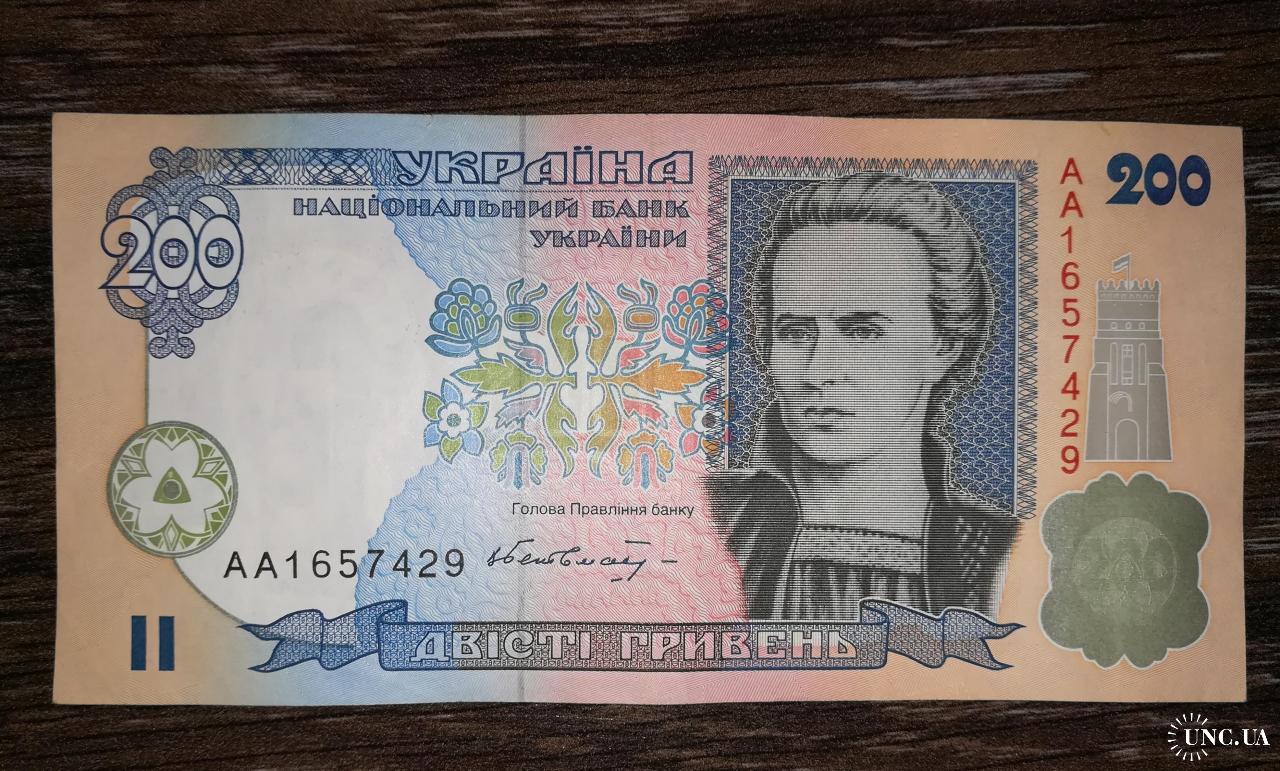 УКРАЇНА
НАЦІОНАЛЬНИЙ БАНК
УКРАЇНИ
200
200
АА1657429
Голова Правління банку
АА1657429
ДВІСТІ ГРИВЕНЬ
UNC.UA